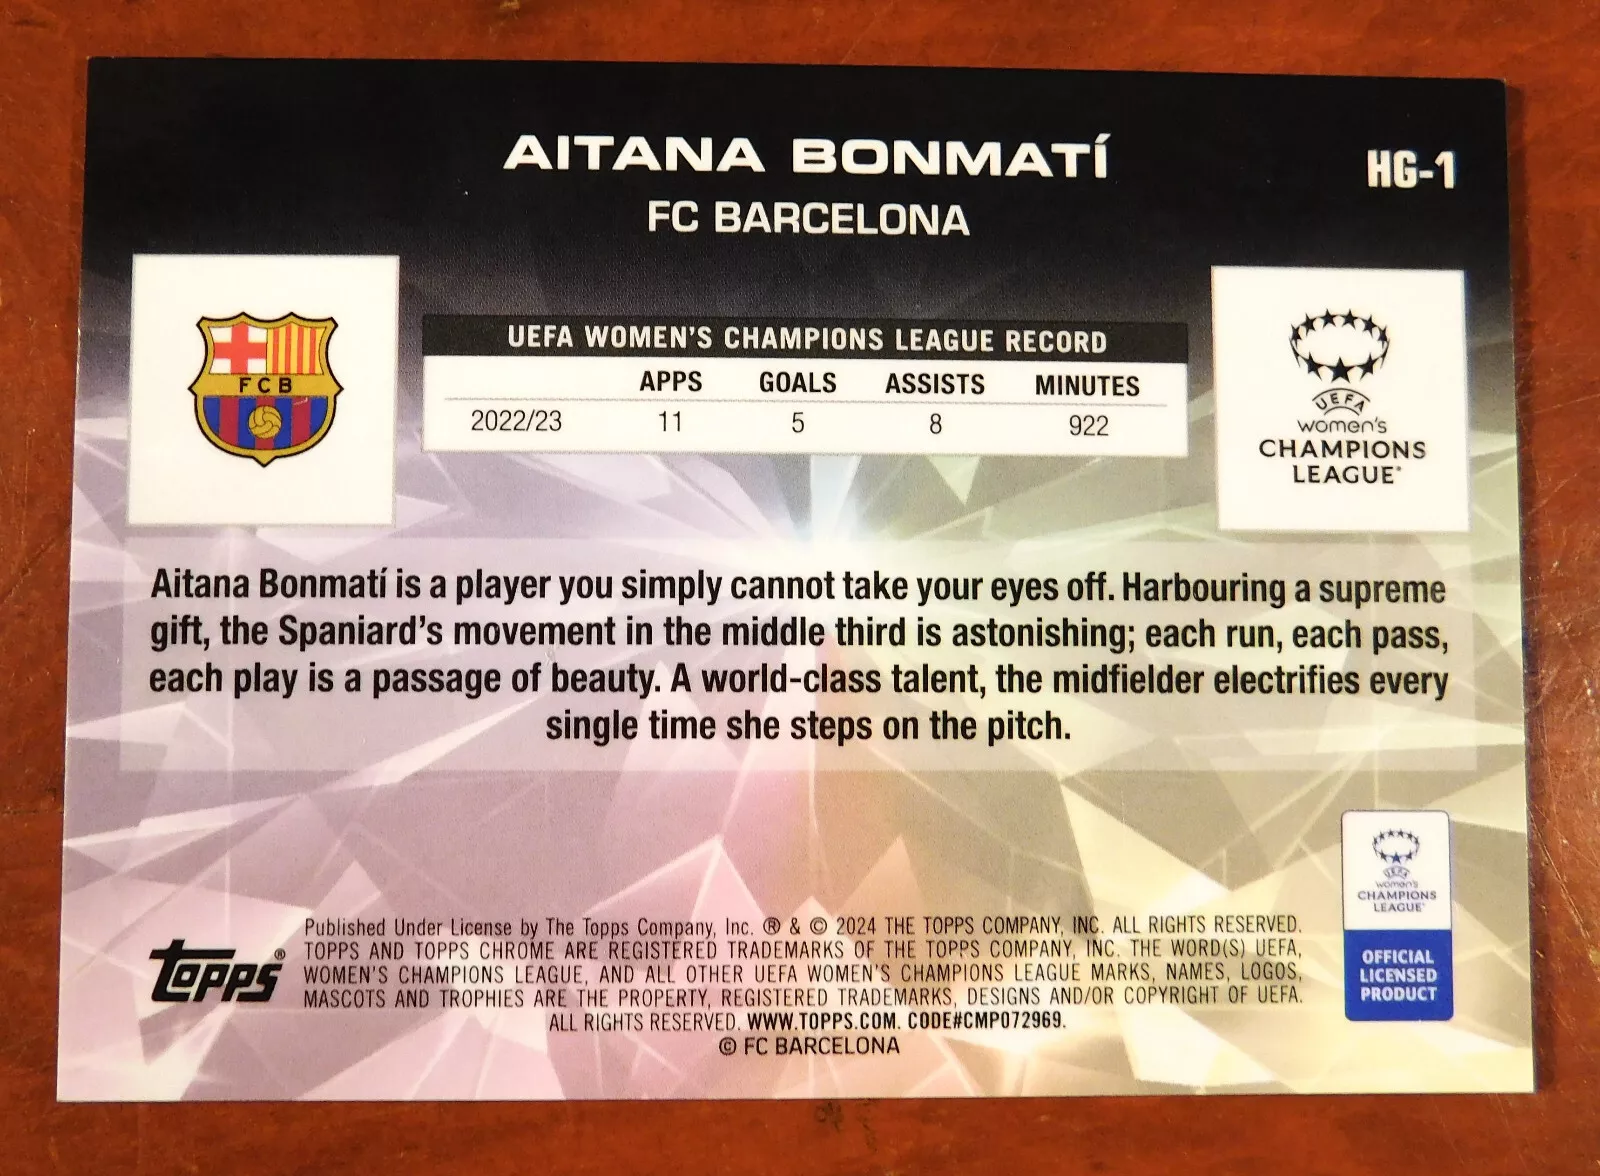 AITANA BONMATÍ
HG-1
FC BARCELONA
FCB
UEFA WOMEN'S CHAMPIONS LEAGUE RECORD
APPS GOALS ASSISTS MINUTES
2022/23 11 5 8 922
UEFA
women's
CHAMPIONS
LEAGUE
Aitana Bonmatí is a player you simply cannot take your eyes off. Harbouring a supreme
gift, the Spaniard's movement in the middle third is astonishing; each run, each pass,
each play is a passage of beauty. A world-class talent, the midfielder electrifies every
single time she steps on the pitch.
topps®
Published Under License by The Topps Company, Inc. ® & © 2024 THE TOPPS COMPANY, INC. ALL RIGHTS RESERVED.
TOPPS AND TOPPS CHROME ARE REGISTERED TRADEMARKS OF THE TOPPS COMPANY, INC. THE WORD(S) UEFA,
WOMEN'S CHAMPIONS LEAGUE, AND ALL OTHER UEFA WOMEN'S CHAMPIONS LEAGUE MARKS, NAMES, LOGOS,
MASCOTS AND TROPHIES ARE THE PROPERTY, REGISTERED TRADEMARKS, DESIGNS AND/OR COPYRIGHT OF UEFA.
ALL RIGHTS RESERVED. WWW.TOPPS.COM. CODE#CMP072969.
© FC BARCELONA
UEFA
women's
CHAMPIONS
LEAGUE
OFFICIAL
LICENSED
PRODUCT